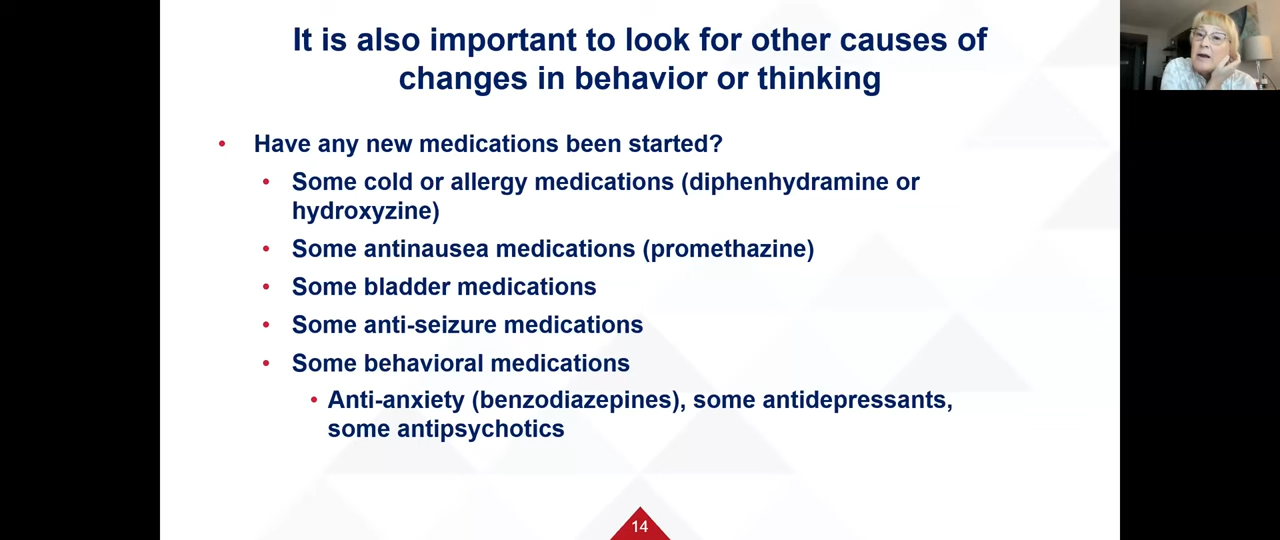 It is also important to look for other causes of
changes in behavior or thinking
• Have any new medications been started?
• Some cold or allergy medications (diphenhydramine or
hydroxyzine)
• Some antinausea medications (promethazine)
• Some bladder medications
• Some anti-seizure medications
• Some behavioral medications
• Anti-anxiety (benzodiazepines), some antidepressants,
some antipsychotics
14